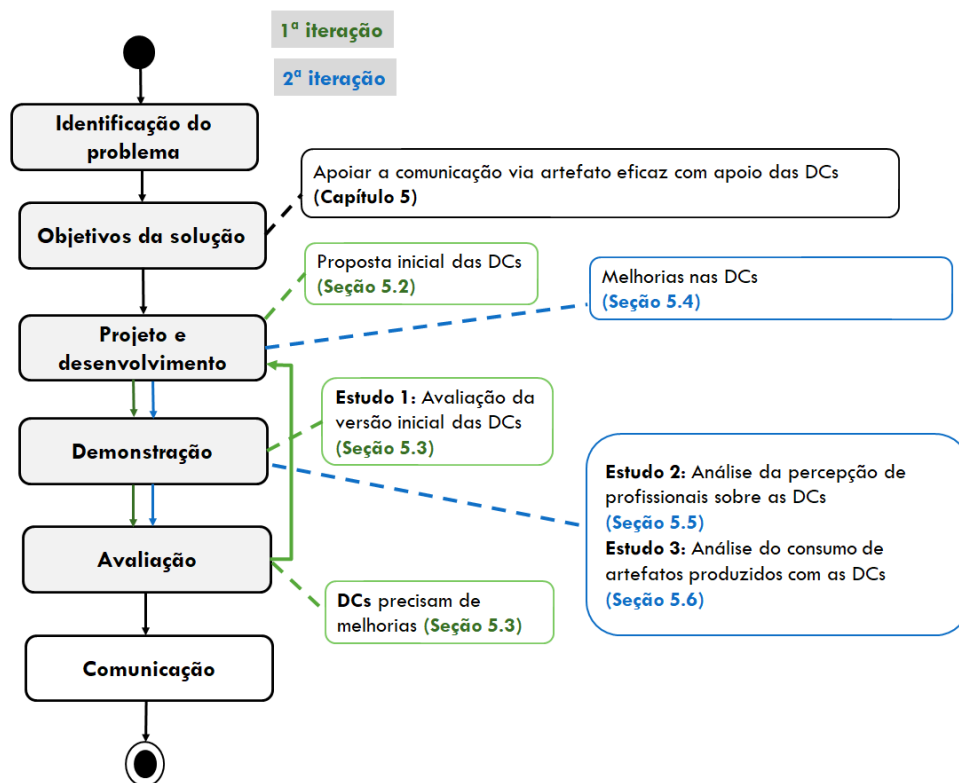 1ª iteração
2ª iteração
Identificação do
problema
Apoiar a comunicação via artefato eficaz com apoio das DCs
(Capítulo 5)
Objetivos da solução
Proposta inicial das DCs
(Seção 5.2)
Melhorias nas DCs
(Seção 5.4)
Projeto e
desenvolvimento
Estudo 1: Avaliação da
versão inicial das DCs
(Seção 5.3)
Demonstração
Estudo 2: Análise da percepção de
profissionais sobre as DCs
(Seção 5.5)
Estudo 3: Análise do consumo de
artefatos produzidos com as DCs
(Seção 5.6)
Avaliação
DCs precisam de
melhorias (Seção 5.3)
Comunicação